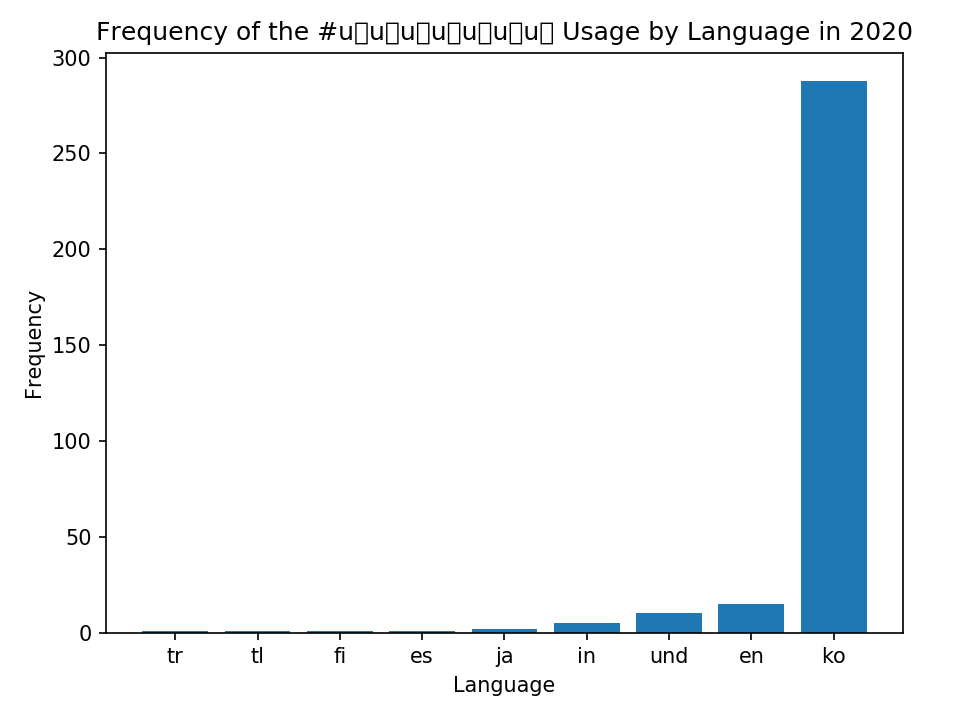 Frequency of the #u▯u▯u▯u▯u▯u▯u▯ Usage by Language in 2020
300
250
200
150
100
50
0
Frequency
tr tl fi es ja in und en ko
Language